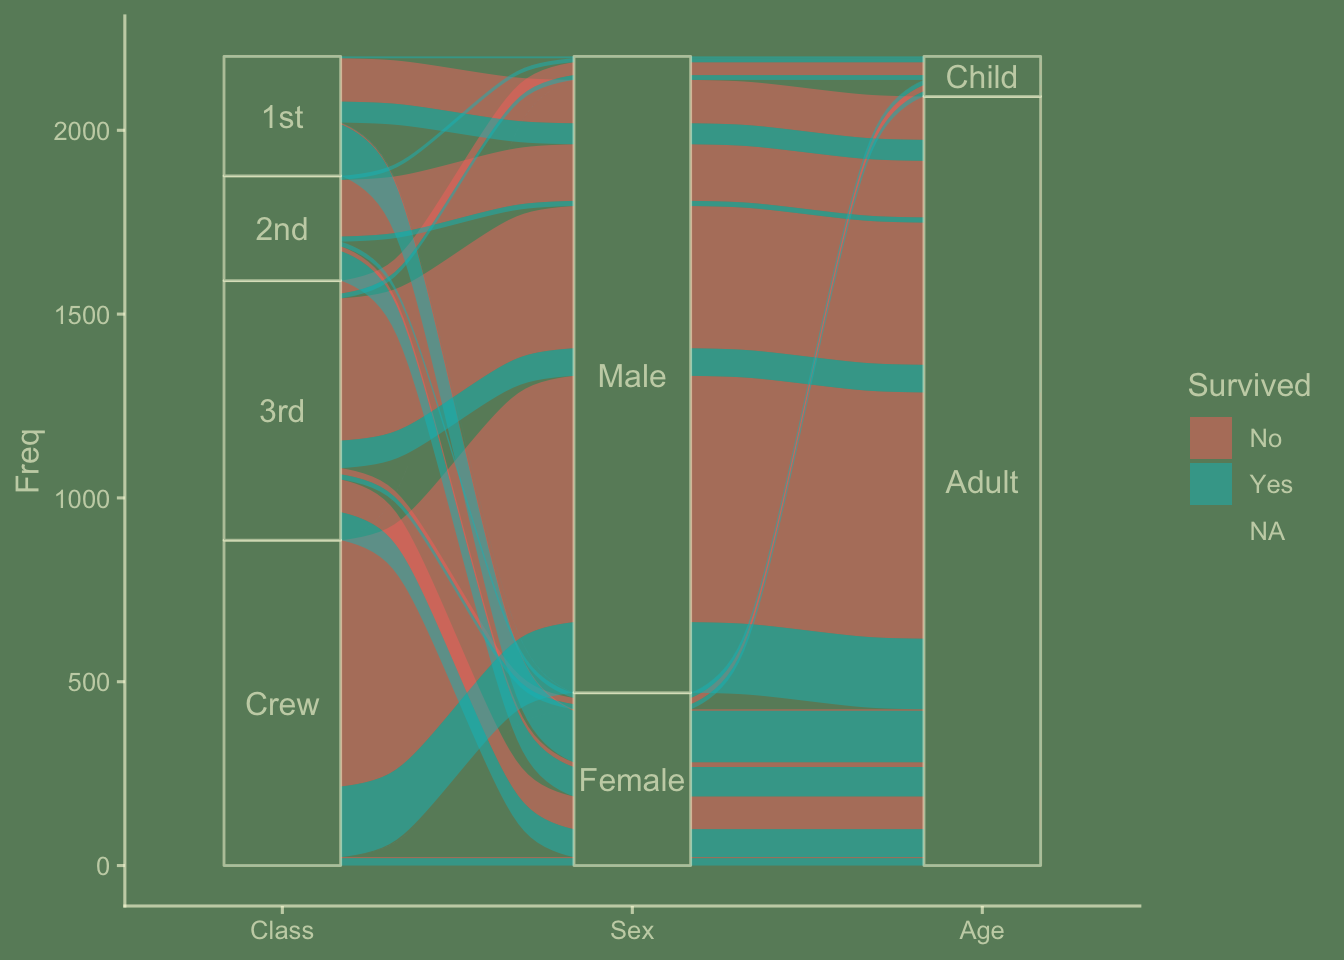 Freq
2000
1500
1000
500
0
1st
2nd
3rd
Crew
Male
Female
Child
Adult
Class
Sex
Age
Survived
No
Yes
NA